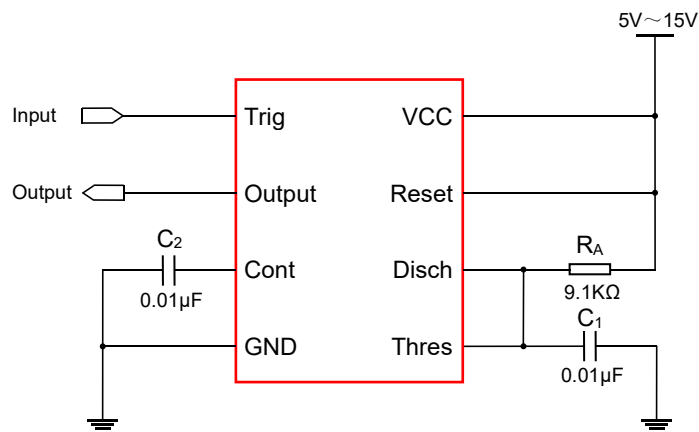 5V～15V
Input
Trig
VCC
Output
Output
Reset
C₂
Cont
Disch
R_A
0.01μF
9.1KΩ
GND
Thres
C₁
0.01μF